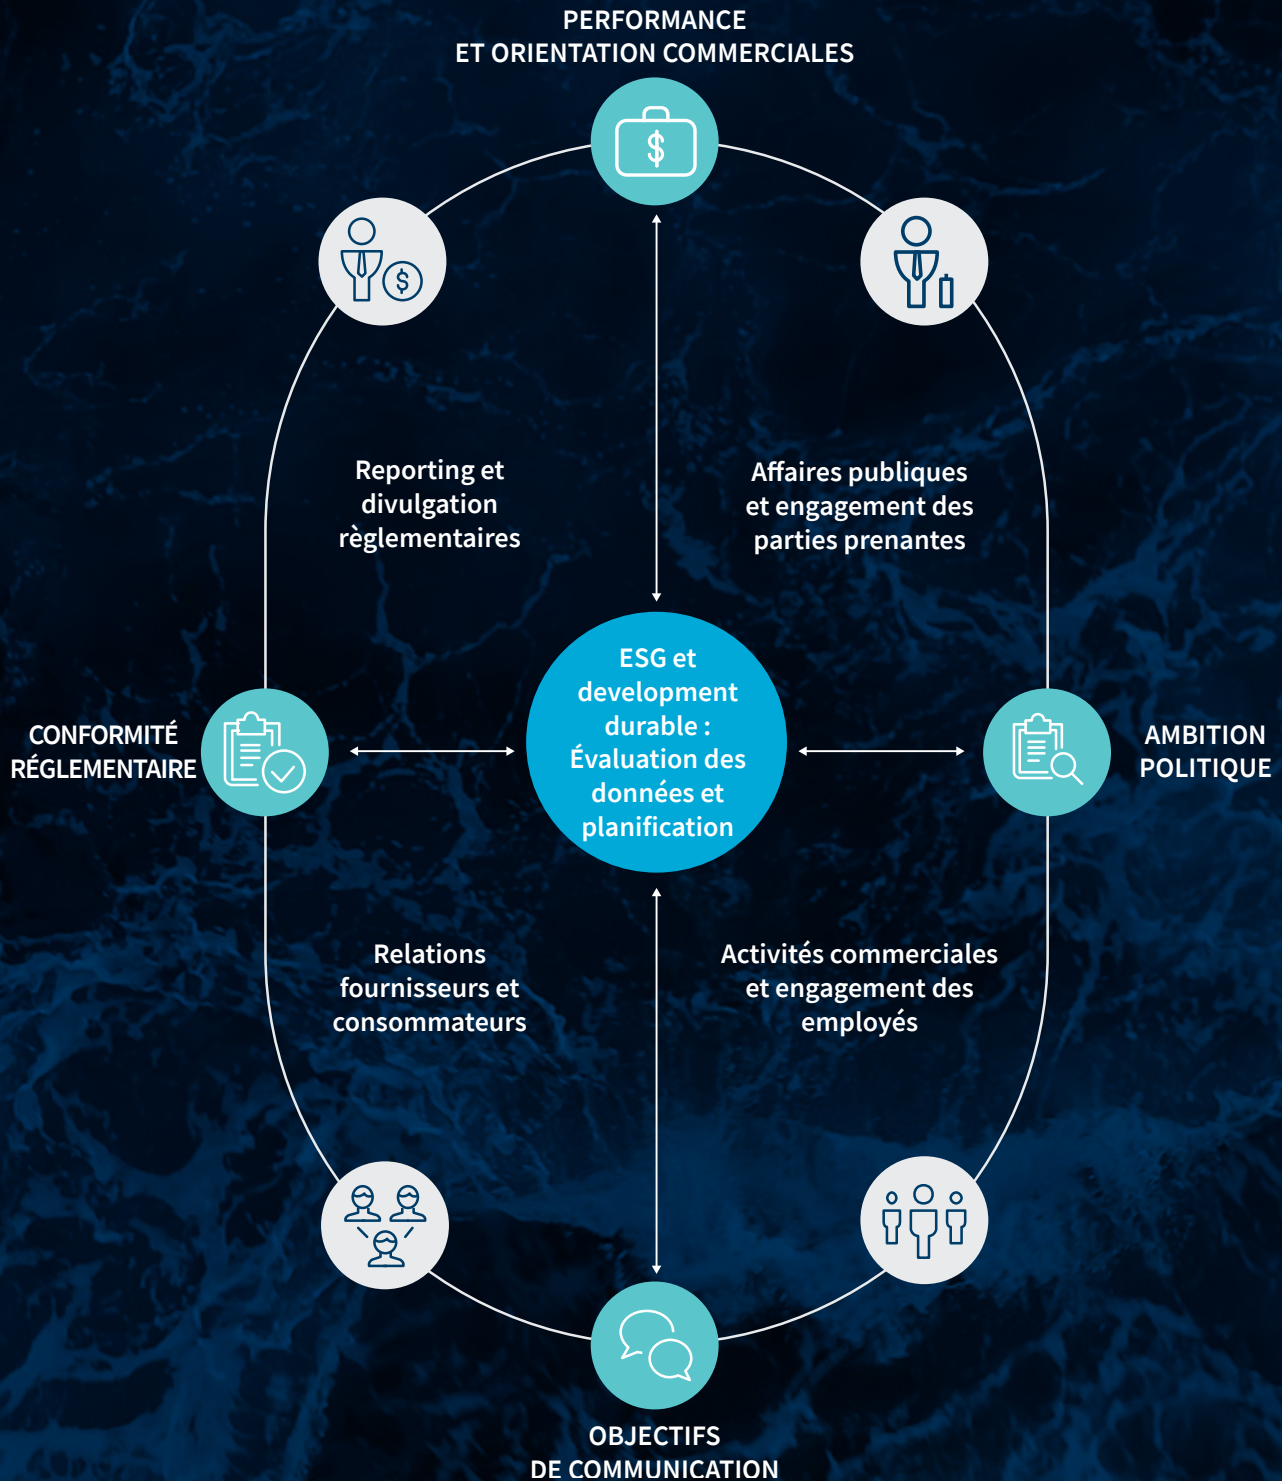 PERFORMANCE
ET ORIENTATION COMMERCIALES
Reporting et
divulgation
règlementaires
Affaires publiques
et engagement des
parties prenantes
CONFORMITÉ
RÉGLEMENTAIRE
ESG et
development
durable :
Évaluation des
données et
planification
AMBITION
POLITIQUE
Relations
fournisseurs et
consommateurs
Activités commerciales
et engagement des
employés
OBJECTIFS
DE COMMUNICATION